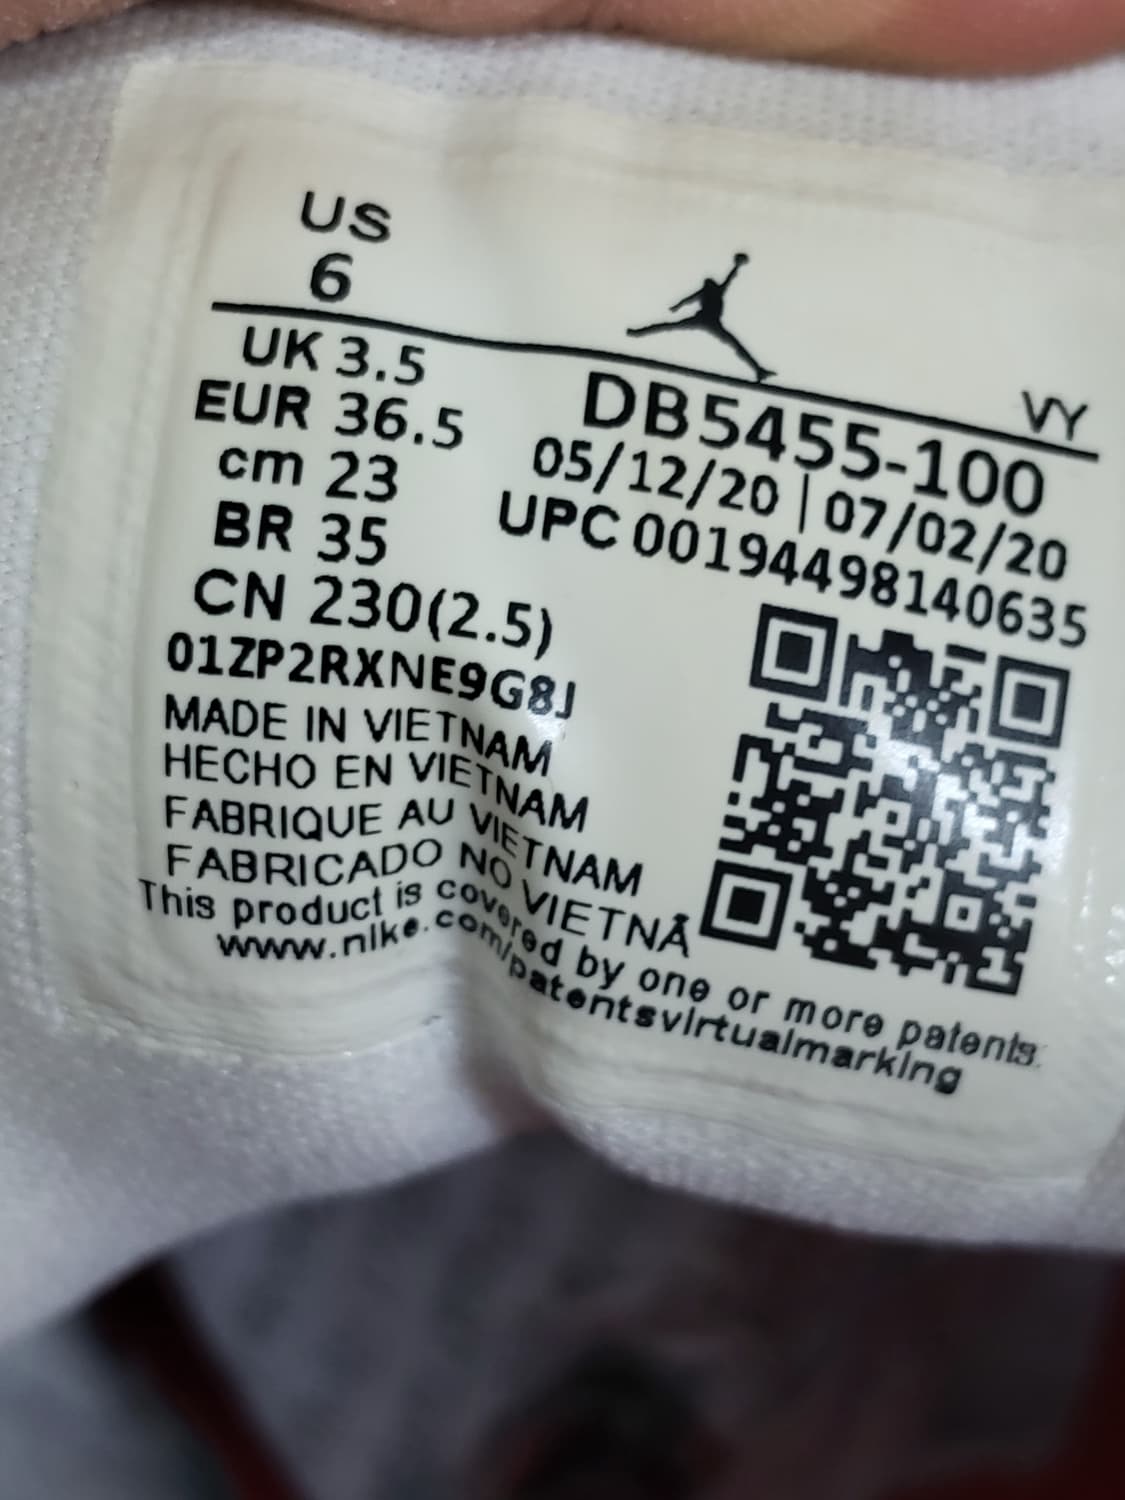 US
6
UK 3.5
EUR 36.5
cm 23
BR 35
CN 230(2.5)
01ZP2RXNE9G8J
MADE IN VIETNAM
HECHO EN VIETNAM
FABRIQUE AU VIETNAM
FABRICADO NO VIETNÃ
VY
DB5455-100
05/12/20 | 07/02/20
UPC 00194498140635
This product is covered by one or more patents.
www.nike.com/patentsvirtualmarking